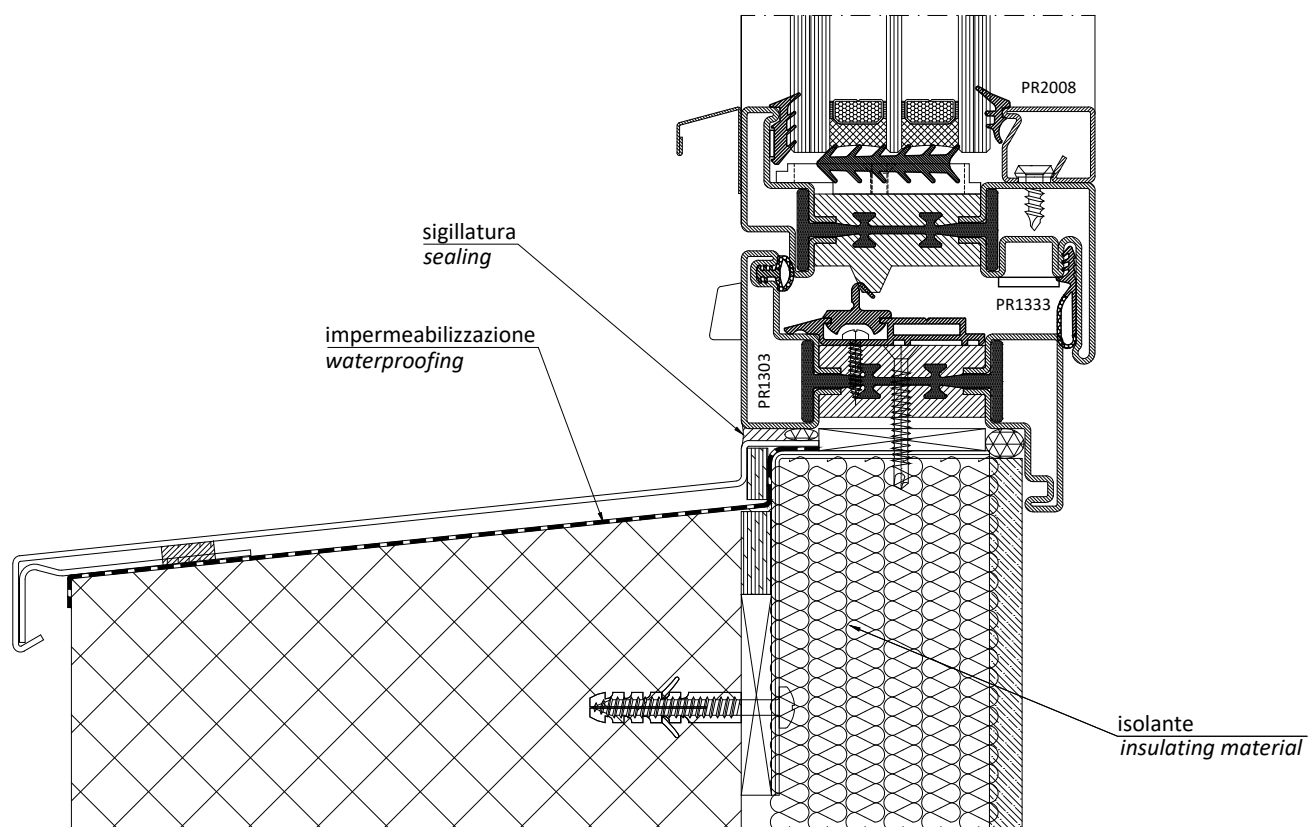 PR2008
sigillatura
sealing
PR1333
impermeabilizzazione
waterproofing
PR1303
isolante
insulating material